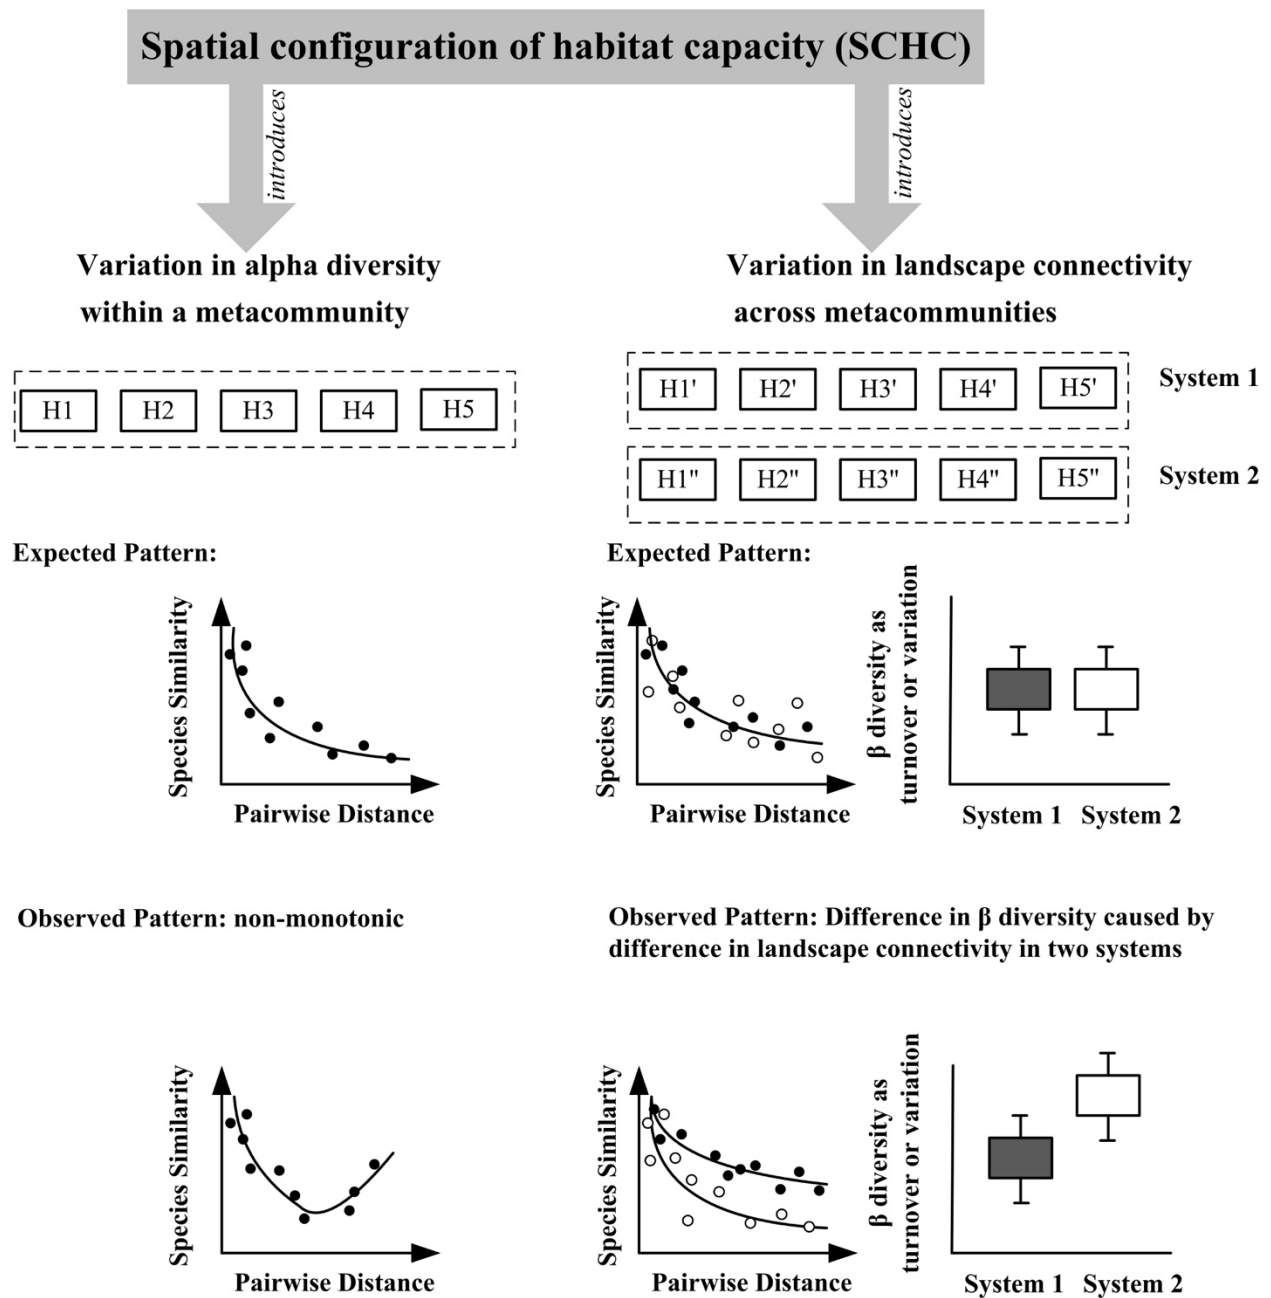 Spatial configuration of habitat capacity (SCHC)
introduces
introduces
Variation in alpha diversity
within a metacommunity
Variation in landscape connectivity
across metacommunities
H1 H2 H3 H4 H5
H1' H2' H3' H4' H5' System 1
H1'' H2'' H3'' H4'' H5'' System 2
Expected Pattern:
Species Similarity
Pairwise Distance
Expected Pattern:
Species Similarity
Pairwise Distance
β diversity as
turnover or variation
System 1 System 2
Observed Pattern: non-monotonic
Species Similarity
Pairwise Distance
Observed Pattern: Difference in β diversity caused by
difference in landscape connectivity in two systems
Species Similarity
Pairwise Distance
β diversity as
turnover or variation
System 1 System 2